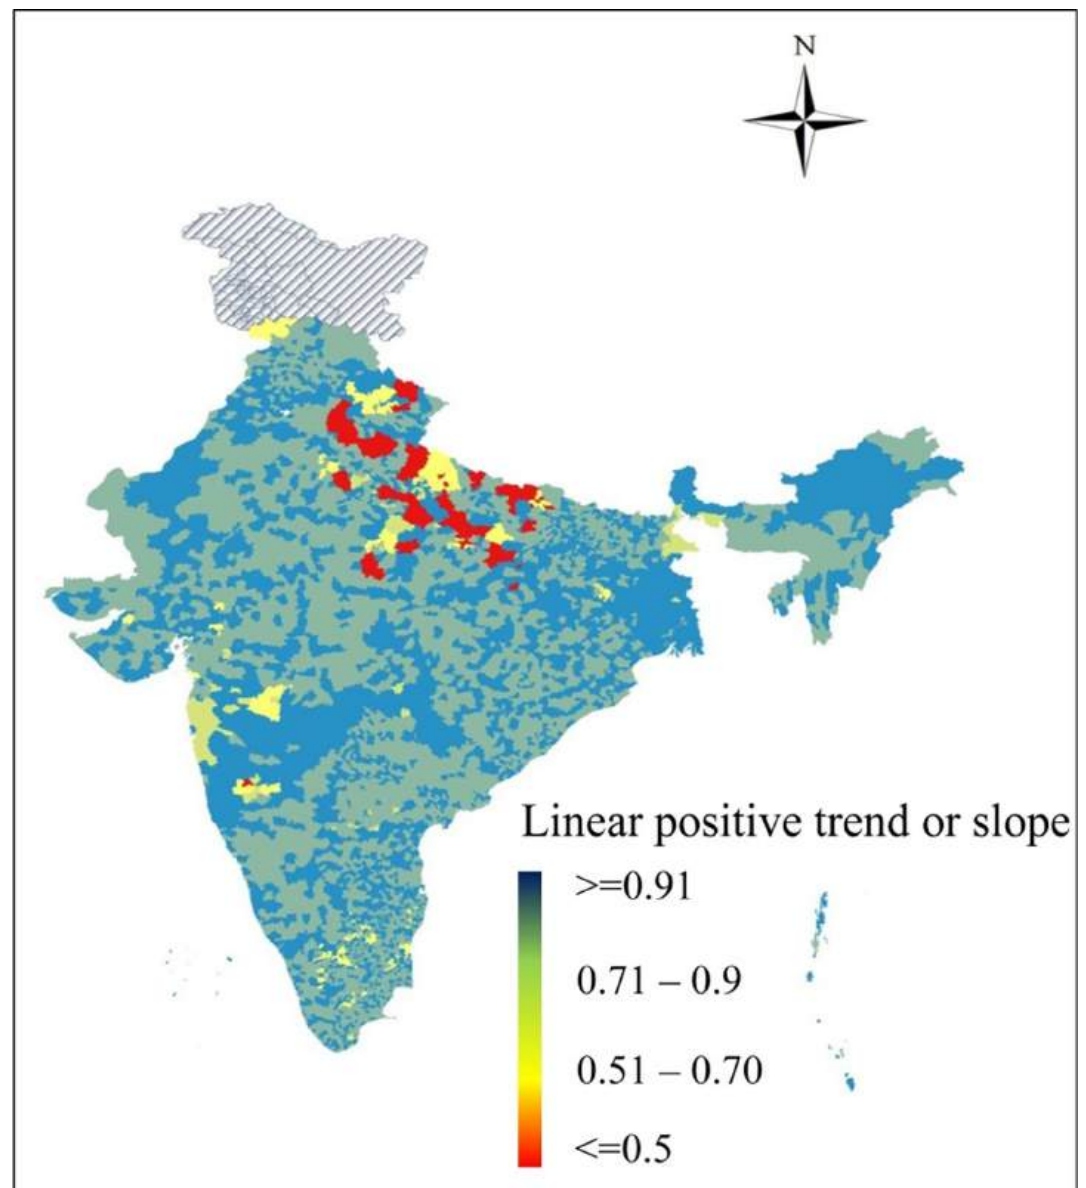 N
Linear positive trend or slope
>=0.91
0.71 – 0.9
0.51 – 0.70
<=0.5